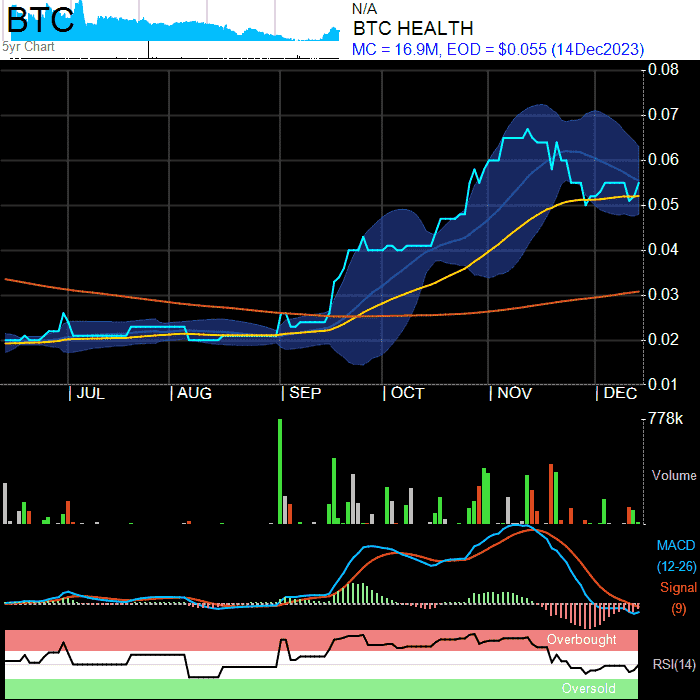 BTC
5yr Chart
N/A
BTC HEALTH
MC = 16.9M, EOD = $0.055 (14Dec2023)
0.08
0.07
0.06
0.05
0.04
0.03
0.02
0.01
JUL AUG SEP OCT NOV DEC
778k
Volume
MACD
(12-26)
Signal
(9)
Overbought
RSI(14)
Oversold